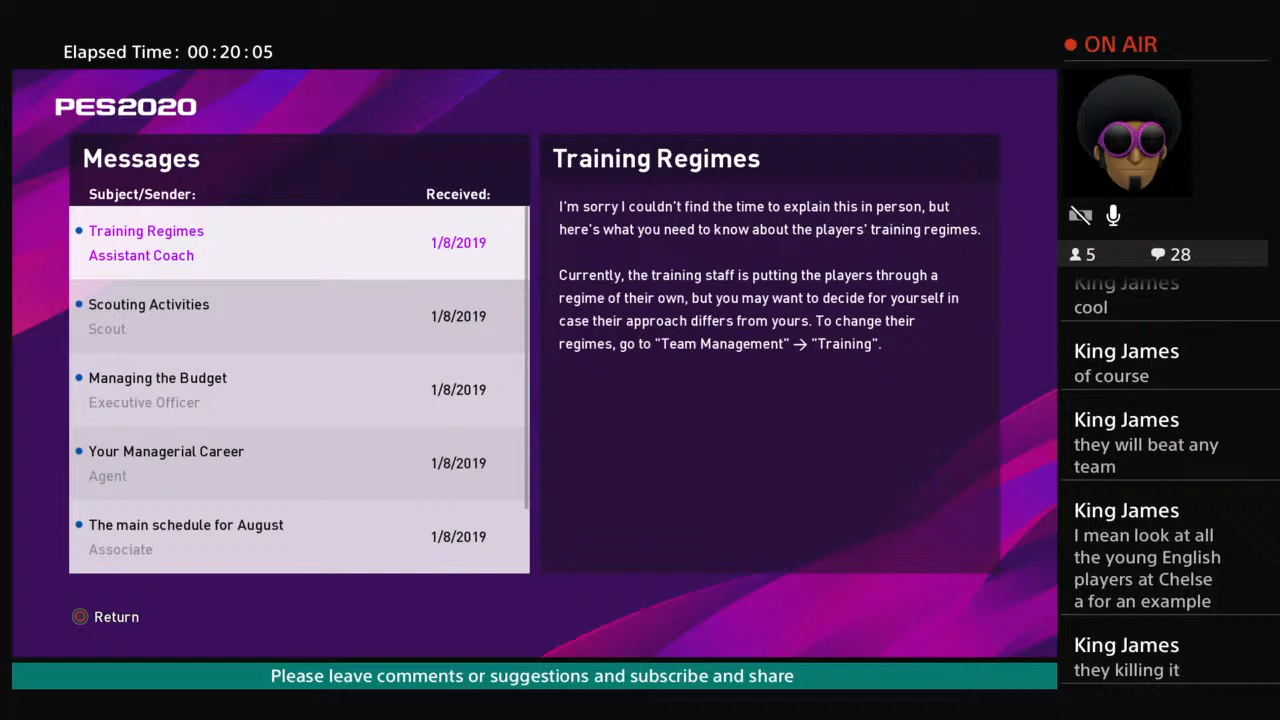 Elapsed Time: 00:20:05
ON AIR
PES2020
Messages
Subject/Sender:
Received:
Training Regimes
Assistant Coach
1/8/2019
Scouting Activities
Scout
1/8/2019
Managing the Budget
Executive Officer
1/8/2019
Your Managerial Career
Agent
1/8/2019
The main schedule for August
Associate
1/8/2019
Training Regimes
I'm sorry I couldn't find the time to explain this in person, but
here's what you need to know about the players' training regimes.
Currently, the training staff is putting the players through a
regime of their own, but you may want to decide for yourself in
case their approach differs from yours. To change their
regimes, go to "Team Management" → "Training".
Return
Please leave comments or suggestions and subscribe and share
5
28
King James
cool
King James
of course
King James
they will beat any
team
King James
I mean look at all
the young English
players at Chelse
a for an example
King James
they killing it